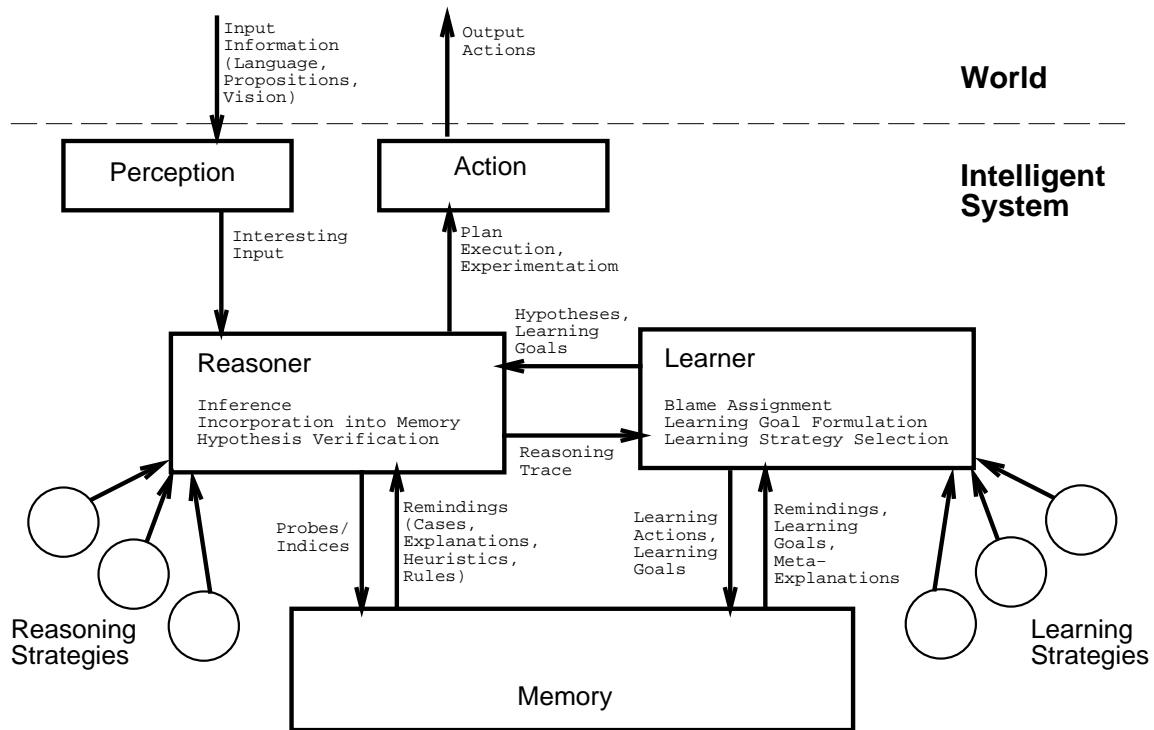 Input
Information
(Language,
Propositions,
Vision)
Output
Actions
World
Perception
Action
Intelligent
System
Interesting
Input
Plan
Execution,
Experimentatiom
Hypotheses,
Learning
Goals
Reasoner
Inference
Incorporation into Memory
Hypothesis Verification
Learner
Blame Assignment
Learning Goal Formulation
Learning Strategy Selection
Reasoning
Trace
Probes/
Indices
Remindings
(Cases,
Explanations,
Heuristics,
Rules)
Learning
Actions,
Learning
Goals
Remindings,
Learning
Goals,
Meta-
Explanations
Reasoning
Strategies
Learning
Strategies
Memory